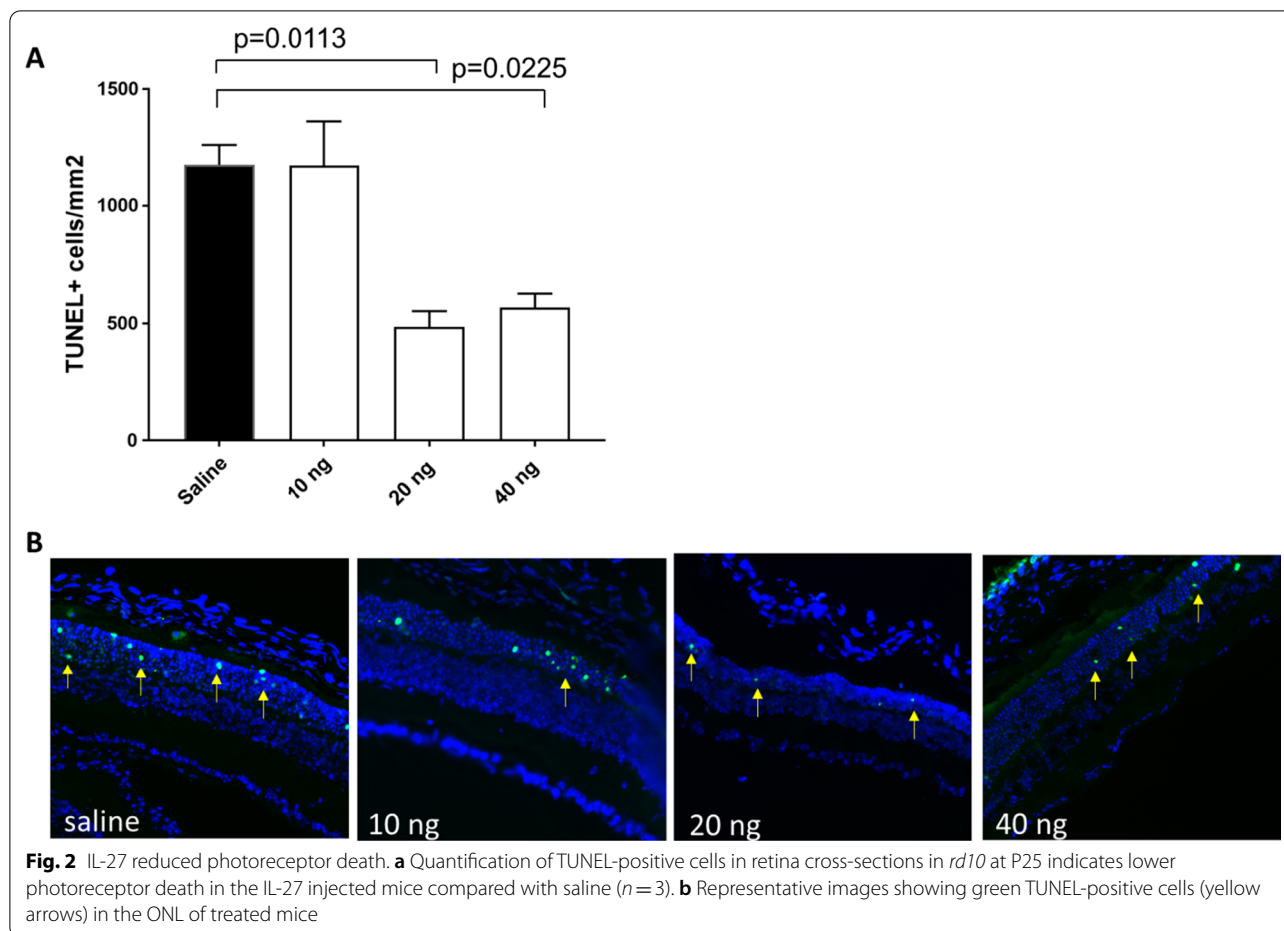 A
p=0.0113
p=0.0225
1500
1000
500
0
TUNEL+ cells/mm2
Saline
10 ng
20 ng
40 ng
B
saline
10 ng
20 ng
40 ng
Fig. 2 IL-27 reduced photoreceptor death. a Quantification of TUNEL-positive cells in retina cross-sections in rd10 at P25 indicates lower
photoreceptor death in the IL-27 injected mice compared with saline (n = 3). b Representative images showing green TUNEL-positive cells (yellow
arrows) in the ONL of treated mice